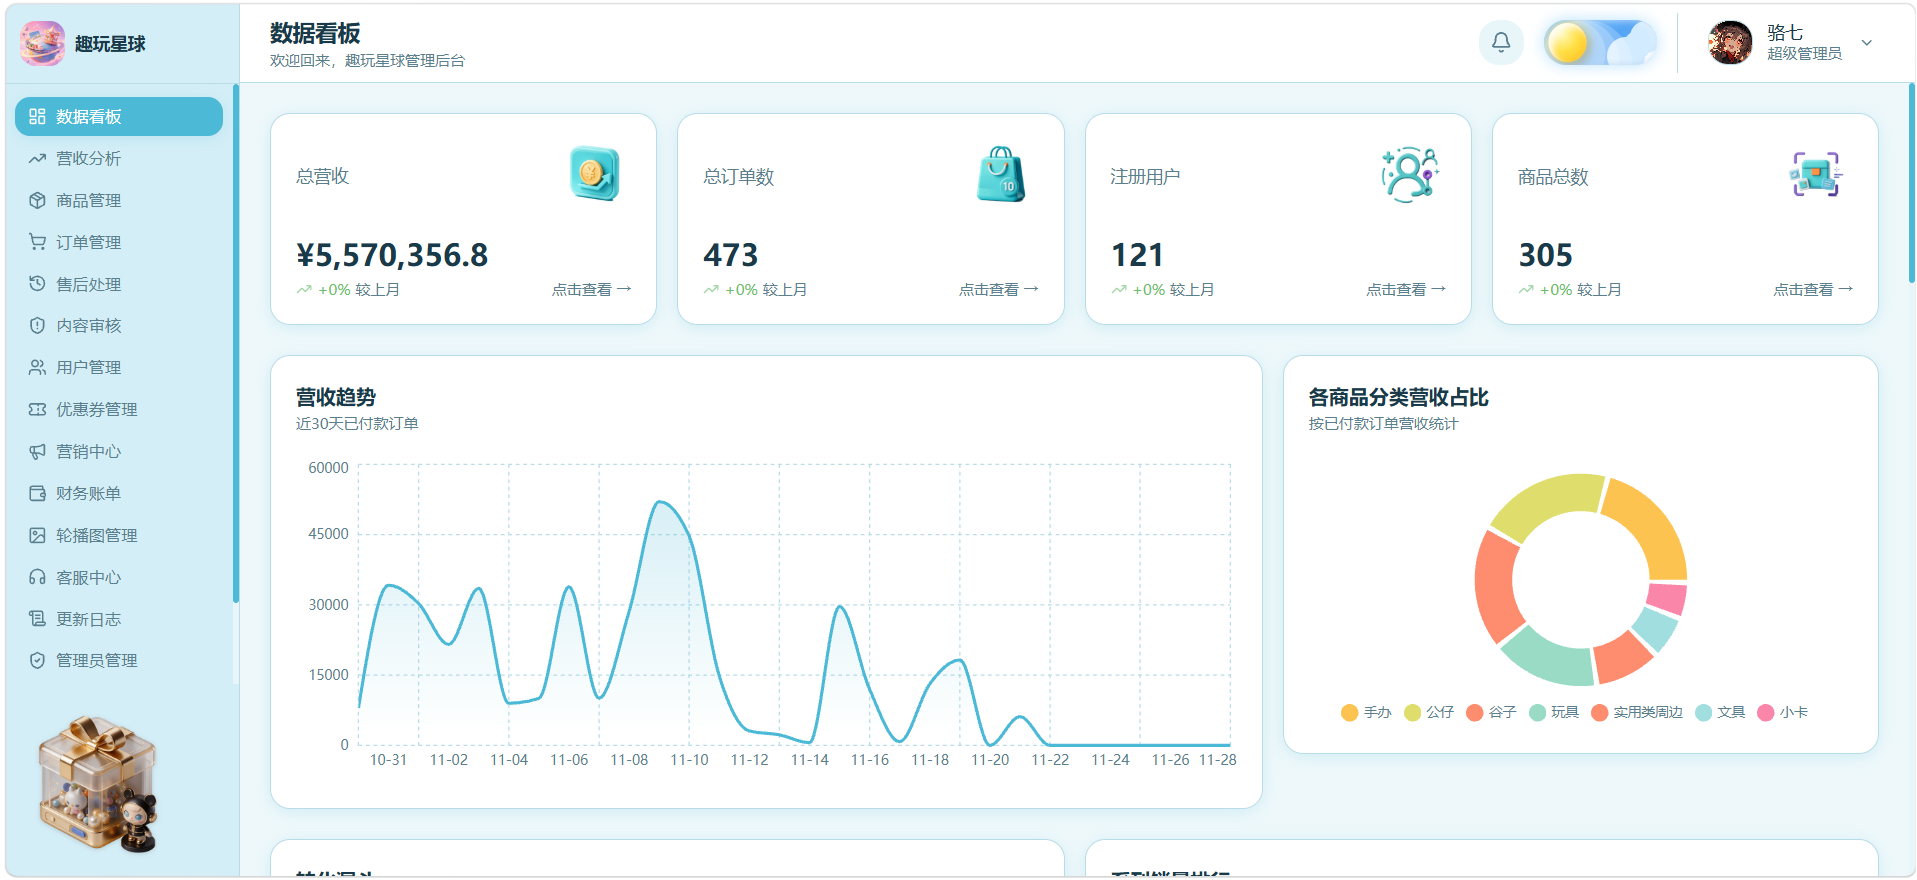 趣玩星球
数据看板
欢迎回来，趣玩星球管理后台
骆七
超级管理员
数据看板
营收分析
商品管理
订单管理
售后处理
内容审核
用户管理
优惠券管理
营销中心
财务账单
轮播图管理
客服中心
更新日志
管理员管理
总营收
¥5,570,356.8
+0% 较上月
点击查看 →
总订单数
10
473
+0% 较上月
点击查看 →
注册用户
121
+0% 较上月
点击查看 →
商品总数
305
+0% 较上月
点击查看 →
营收趋势
近30天已付款订单
60000
45000
30000
15000
0
10-31 11-02 11-04 11-06 11-08 11-10 11-12 11-14 11-16 11-18 11-20 11-22 11-24 11-26 11-28
各商品分类营收占比
按已付款订单营收统计
手办 公仔 谷子 玩具 实用类周边 文具 小卡